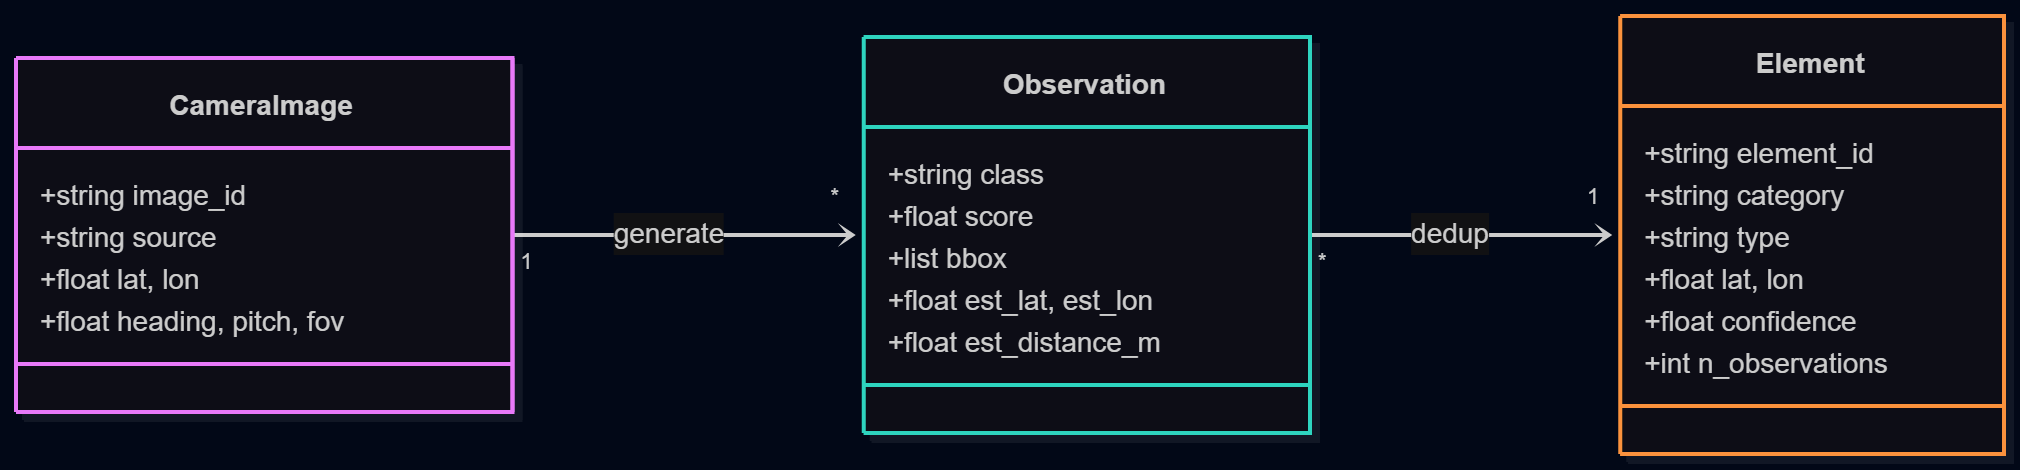 CameraImage
+string image_id
+string source
+float lat, lon
+float heading, pitch, fov
1
generate
*
Observation
+string class
+float score
+list bbox
+float est_lat, est_lon
+float est_distance_m
*
dedup
1
Element
+string element_id
+string category
+string type
+float lat, lon
+float confidence
+int n_observations